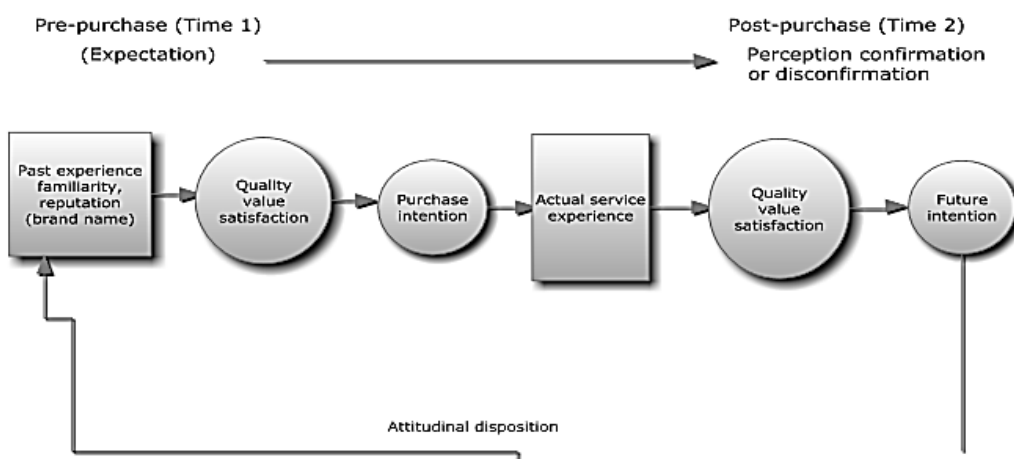 Pre-purchase (Time 1)
(Expectation)
Post-purchase (Time 2)
Perception confirmation
or disconfirmation
Past experience
familiarity,
reputation
(brand name)
Quality
value
satisfaction
Purchase
intention
Actual service
experience
Quality
value
satisfaction
Future
intention
Attitudinal disposition